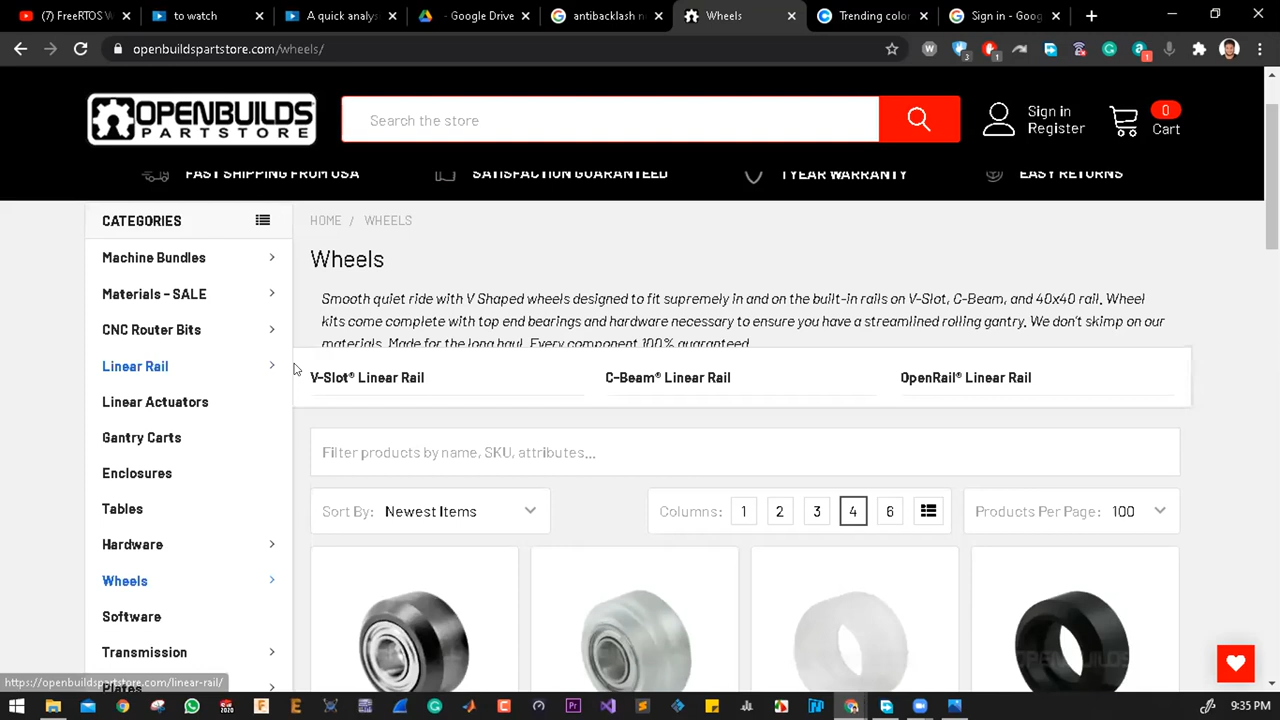 (7) FreeRTOS W
to watch
A quick analys
- Google Drive
antibacklash n
Wheels
Trending color
Sign in - Goog
openbuildspartstore.com/wheels/
3
1
1
OPENBUILDS
PARTSTORE
Search the store
Sign in
Register
0
Cart
FAST SHIPPING FROM USA
SATISFACTION GUARANTEED
1 YEAR WARRANTY
EASY RETURNS
CATEGORIES
Machine Bundles
Materials - SALE
CNC Router Bits
Linear Rail
Linear Actuators
Gantry Carts
Enclosures
Tables
Hardware
Wheels
Software
Transmission
Plates
HOME / WHEELS
Wheels
Smooth quiet ride with V Shaped wheels designed to fit supremely in and on the built-in rails on V-Slot, C-Beam, and 40x40 rail. Wheel
kits come complete with top end bearings and hardware necessary to ensure you have a streamlined rolling gantry. We don't skimp on our
materials. Made for the long haul. Every component 100% guaranteed
V-Slot® Linear Rail
C-Beam® Linear Rail
OpenRail® Linear Rail
Filter products by name, SKU, attributes...
Sort By: Newest Items
Columns: 1 2 3 4 6
Products Per Page: 100
OPENBUILDS
https://openbuildspartstore.com/linear-rail/
9:35 PM